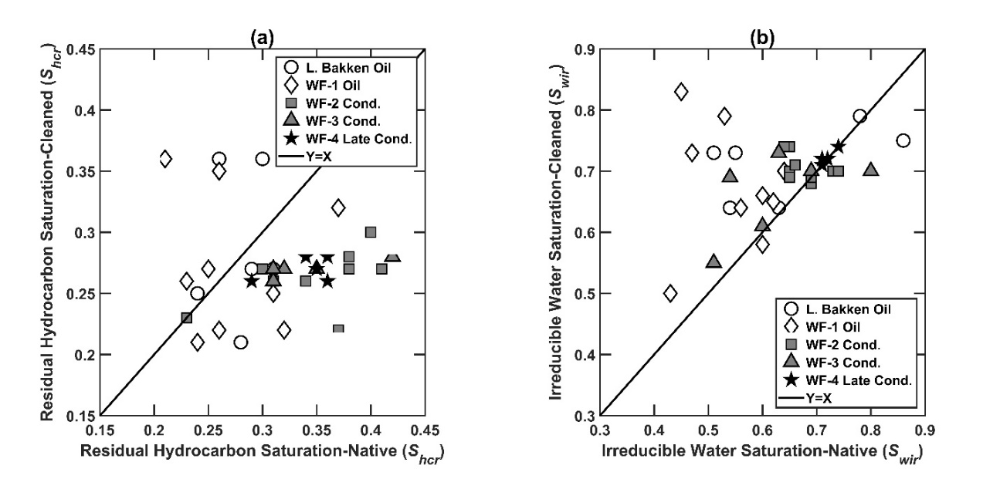 (a)
Residual Hydrocarbon Saturation-Cleaned (S_hcr)
0.45
0.4
0.35
0.3
0.25
0.2
0.15
L. Bakken Oil
WF-1 Oil
WF-2 Cond.
WF-3 Cond.
WF-4 Late Cond.
Y=X
0.15 0.2 0.25 0.3 0.35 0.4 0.45
Residual Hydrocarbon Saturation-Native (S_hcr)
(b)
Irreducible Water Saturation-Cleaned (S_wir)
0.9
0.8
0.7
0.6
0.5
0.4
0.3
L. Bakken Oil
WF-1 Oil
WF-2 Cond.
WF-3 Cond.
WF-4 Late Cond.
Y=X
0.3 0.4 0.5 0.6 0.7 0.8 0.9
Irreducible Water Saturation-Native (S_wir)